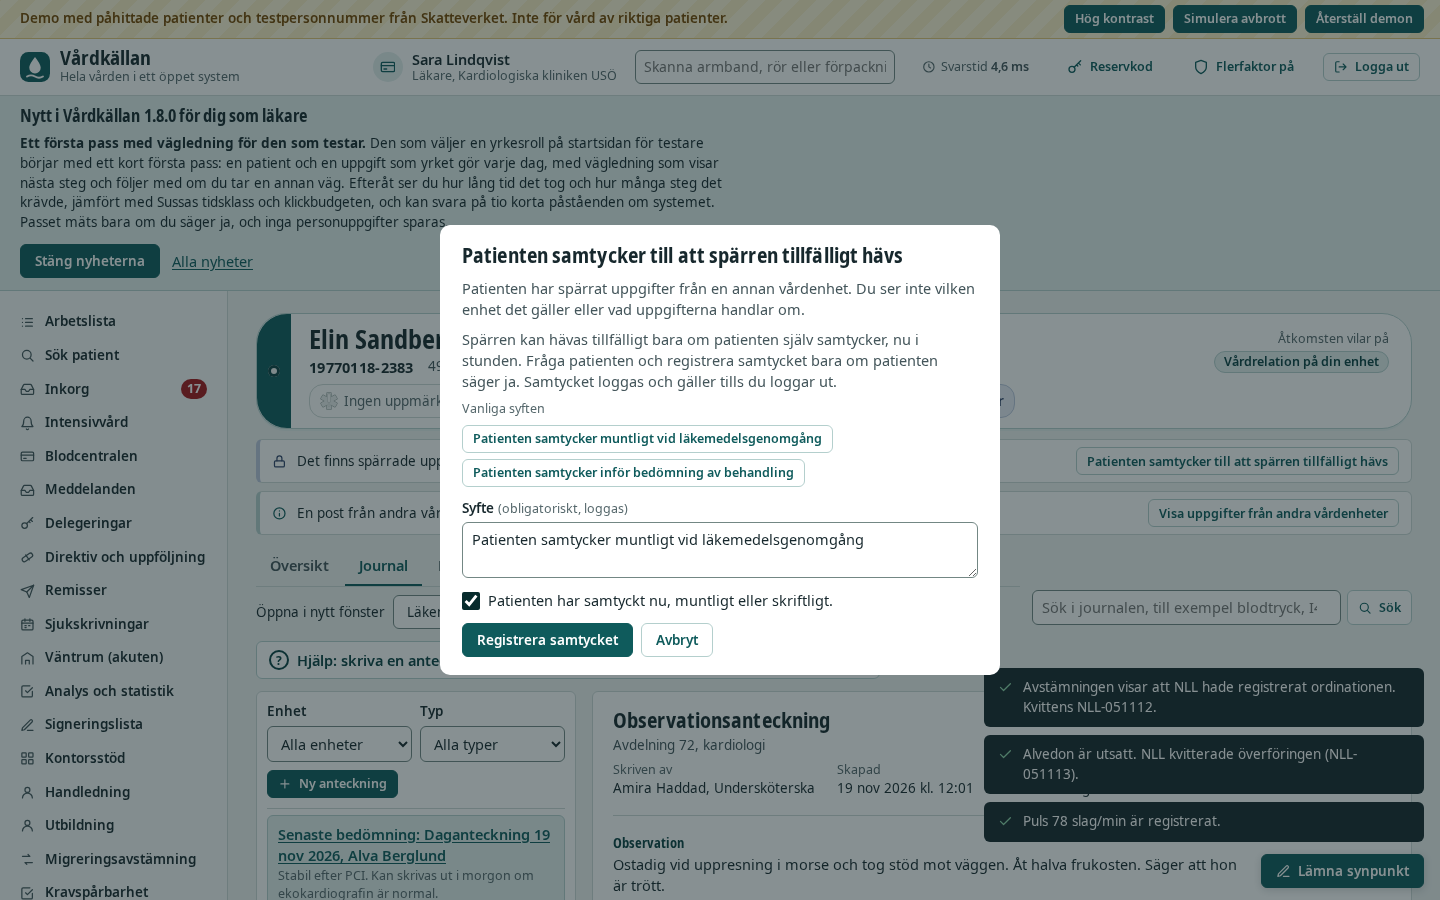 Demo med påhittade patienter och testpersonnummer från Skatteverket. Inte för vård av riktiga patienter.
Hög kontrast
Simulera avbrott
Återställ demon
Vårdkällan
Hela vården i ett öppet system
Sara Lindqvist
Läkare, Kardiologiska kliniken USÖ
Skanna armband, rör eller förpackni
Svarstid 4,6 ms
Reservkod
Flerfaktor på
Logga ut
Nytt i Vårdkällan 1.8.0 för dig som läkare
Ett första pass med vägledning för den som testar. Den som väljer en yrkesroll på startsidan för testare
börjar med ett kort första pass: en patient och en uppgift som yrket gör varje dag, med vägledning som visar
nästa steg och följer med om du tar en annan väg. Efteråt ser du hur lång tid det tog och hur många steg det
krävde, jämfört med Sussas tidsklass och klickbudgeten, och kan svara på tio korta påståenden om systemet.
Passet mäts bara om du säger ja, och inga personuppgifter sparas.
Stäng nyheterna
Alla nyheter
Arbetslista
Sök patient
Inkorg
17
Intensivvård
Blodcentralen
Meddelanden
Delegeringar
Direktiv och uppföljning
Remisser
Sjukskrivningar
Väntrum (akuten)
Analys och statistik
Signeringslista
Kontorsstöd
Handledning
Utbildning
Migreringsavstämning
Kravspårbarhet
Elin Sandber
19770118-2383
49
Ingen uppmärk
Åtkomsten vilar på
Vårdrelation på din enhet
Det finns spärrade upp
Patienten samtycker till att spärren tillfälligt hävs
En post från andra vår
Visa uppgifter från andra vårdenheter
Översikt
Journal
Öppna i nytt fönster
Läker
Sök i journalen, till exempel blodtryck, I
Sök
Hjälp: skriva en ante
Patienten samtycker till att spärren tillfälligt hävs
Patienten har spärrat uppgifter från en annan vårdenhet. Du ser inte vilken
enhet det gäller eller vad uppgifterna handlar om.
Spärren kan hävas tillfälligt bara om patienten själv samtycker, nu i
stunden. Fråga patienten och registrera samtycket bara om patienten
säger ja. Samtycket loggas och gäller tills du loggar ut.
Vanliga syften
Patienten samtycker muntligt vid läkemedelsgenomgång
Patienten samtycker inför bedömning av behandling
Syfte (obligatoriskt, loggas)
Patienten samtycker muntligt vid läkemedelsgenomgång
Patienten har samtyckt nu, muntligt eller skriftligt.
Registrera samtycket
Avbryt
Enhet
Typ
Alla enheter
Alla typer
Ny anteckning
Senaste bedömning: Daganteckning 19
nov 2026, Alva Berglund
Stabil efter PCI. Kan skrivas ut i morgon om
ekokardiografin är normal.
Observationsanteckning
Avdelning 72, kardiologi
Skriven av
Skapad
Amira Haddad, Undersköterska
19 nov 2026 kl. 12:01
Observation
Ostadig vid uppresning i morse och tog stöd mot väggen. Åt halva frukosten. Säger att hon
är trött.
Avstämningen visar att NLL hade registrerat ordinationen.
Kvittens NLL-051112.
Alvedon är utsatt. NLL kvitterade överföringen (NLL-
051113).
Puls 78 slag/min är registrerat.
Lämna synpunkt